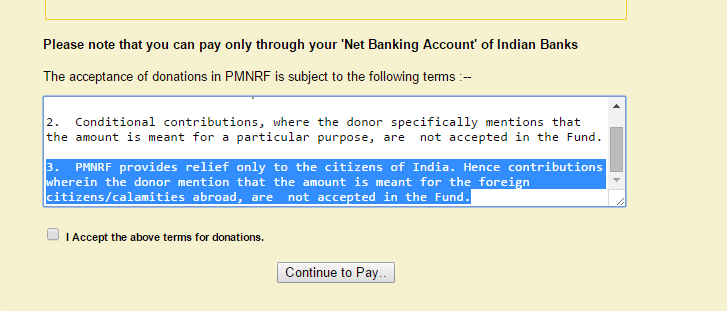 Please note that you can pay only through your 'Net Banking Account' of Indian Banks
The acceptance of donations in PMNRF is subject to the following terms :--
2.  Conditional contributions, where the donor specifically mentions that
the amount is meant for a particular purpose, are  not accepted in the Fund.
3.  PMNRF provides relief only to the citizens of India. Hence contributions
wherein the donor mention that the amount is meant for the foreign
citizens/calamities abroad, are  not accepted in the Fund.
I Accept the above terms for donations.
Continue to Pay..